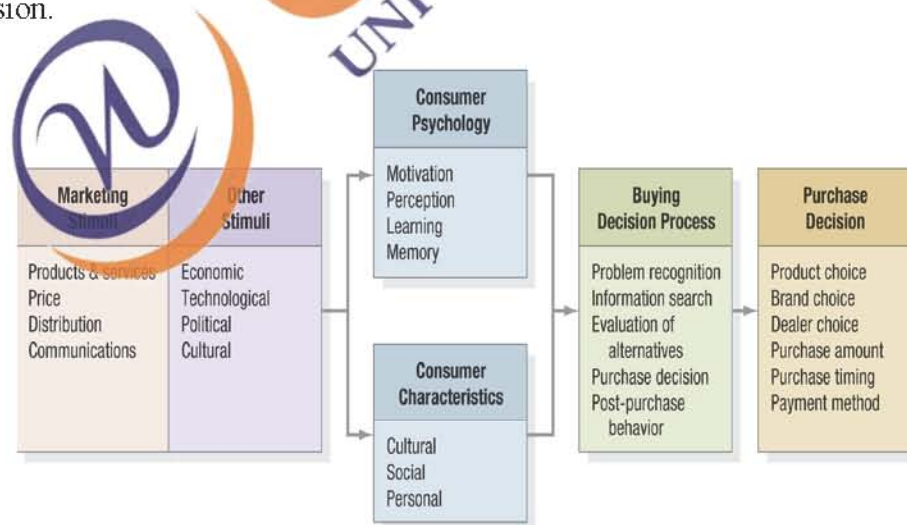 sion.
UNI
Marketing
Stimuli
Products & services
Price
Distribution
Communications
Other
Stimuli
Economic
Technological
Political
Cultural
Consumer
Psychology
Motivation
Perception
Learning
Memory
Consumer
Characteristics
Cultural
Social
Personal
Buying
Decision Process
Problem recognition
Information search
Evaluation of
alternatives
Purchase decision
Post-purchase
behavior
Purchase
Decision
Product choice
Brand choice
Dealer choice
Purchase amount
Purchase timing
Payment method